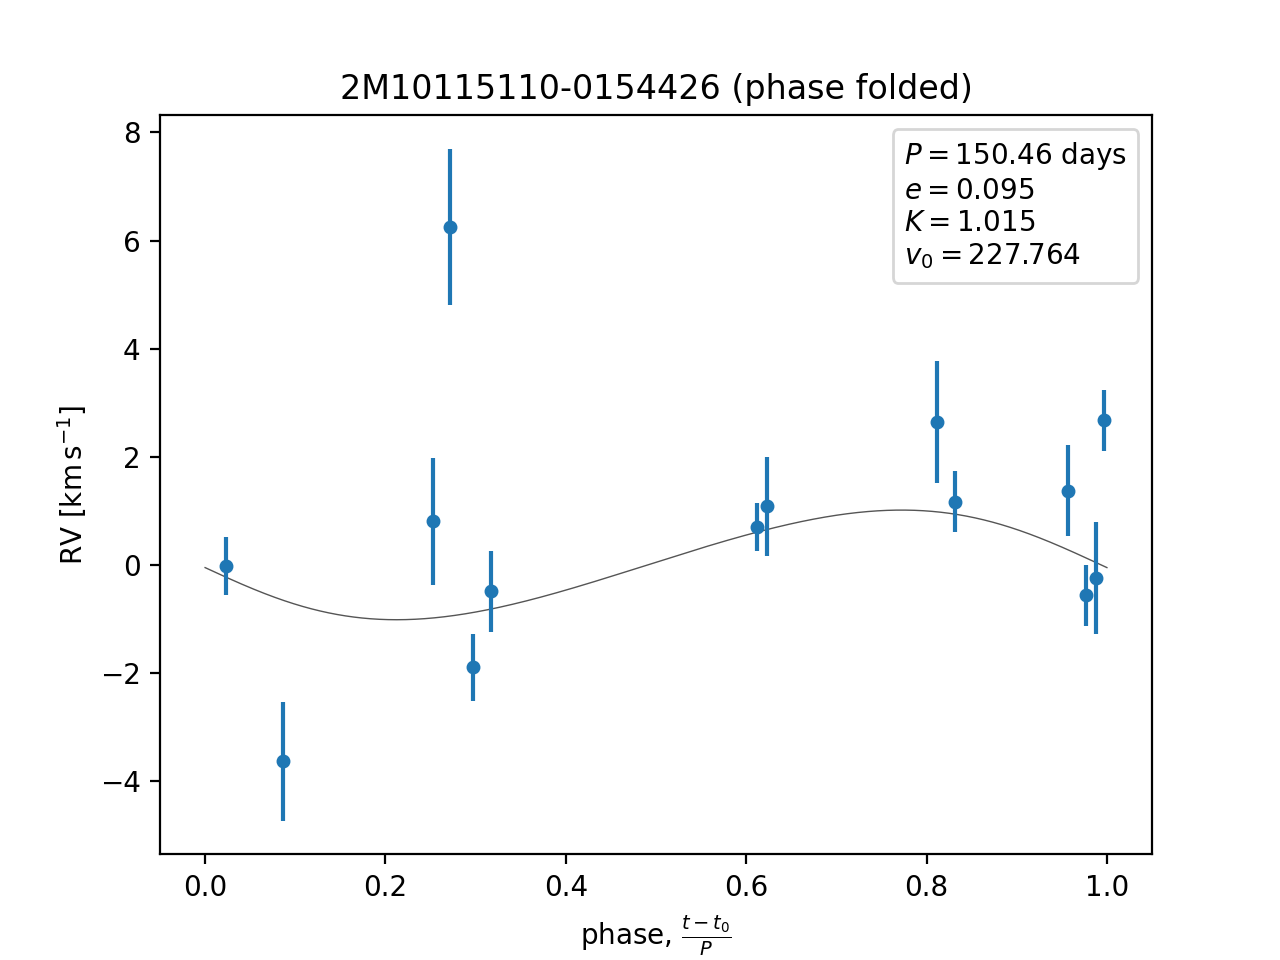 2M10115110-0154426 (phase folded)
P = 150.46 days
e = 0.095
K = 1.015
v₀ = 227.764
8
6
4
2
0
−2
−4
RV [km s⁻¹]
0.0 0.2 0.4 0.6 0.8 1.0
phase, (t − t₀)/P